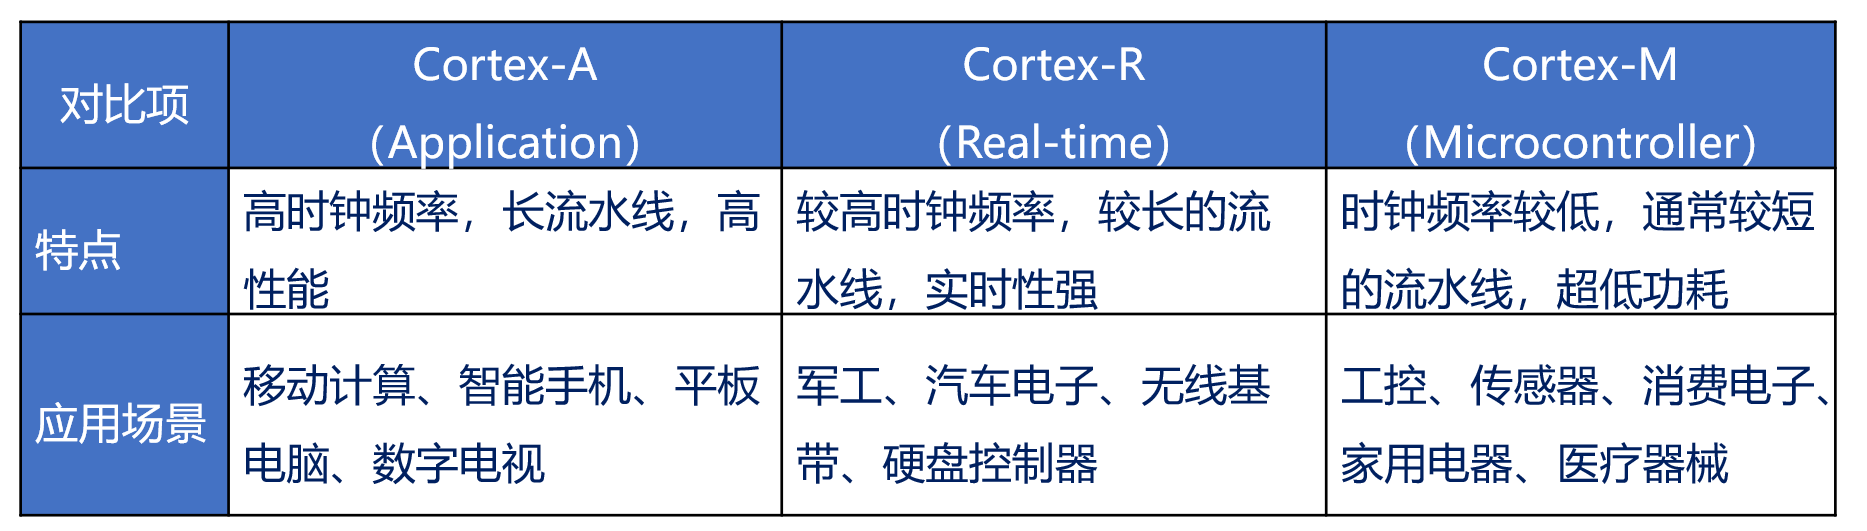 对比项
Cortex-A
（Application）
Cortex-R
（Real-time）
Cortex-M
（Microcontroller）
特点
高时钟频率，长流水线，高
性能
较高时钟频率，较长的流
水线，实时性强
时钟频率较低，通常较短
的流水线，超低功耗
应用场景
移动计算、智能手机、平板
电脑、数字电视
军工、汽车电子、无线基
带、硬盘控制器
工控、传感器、消费电子、
家用电器、医疗器械